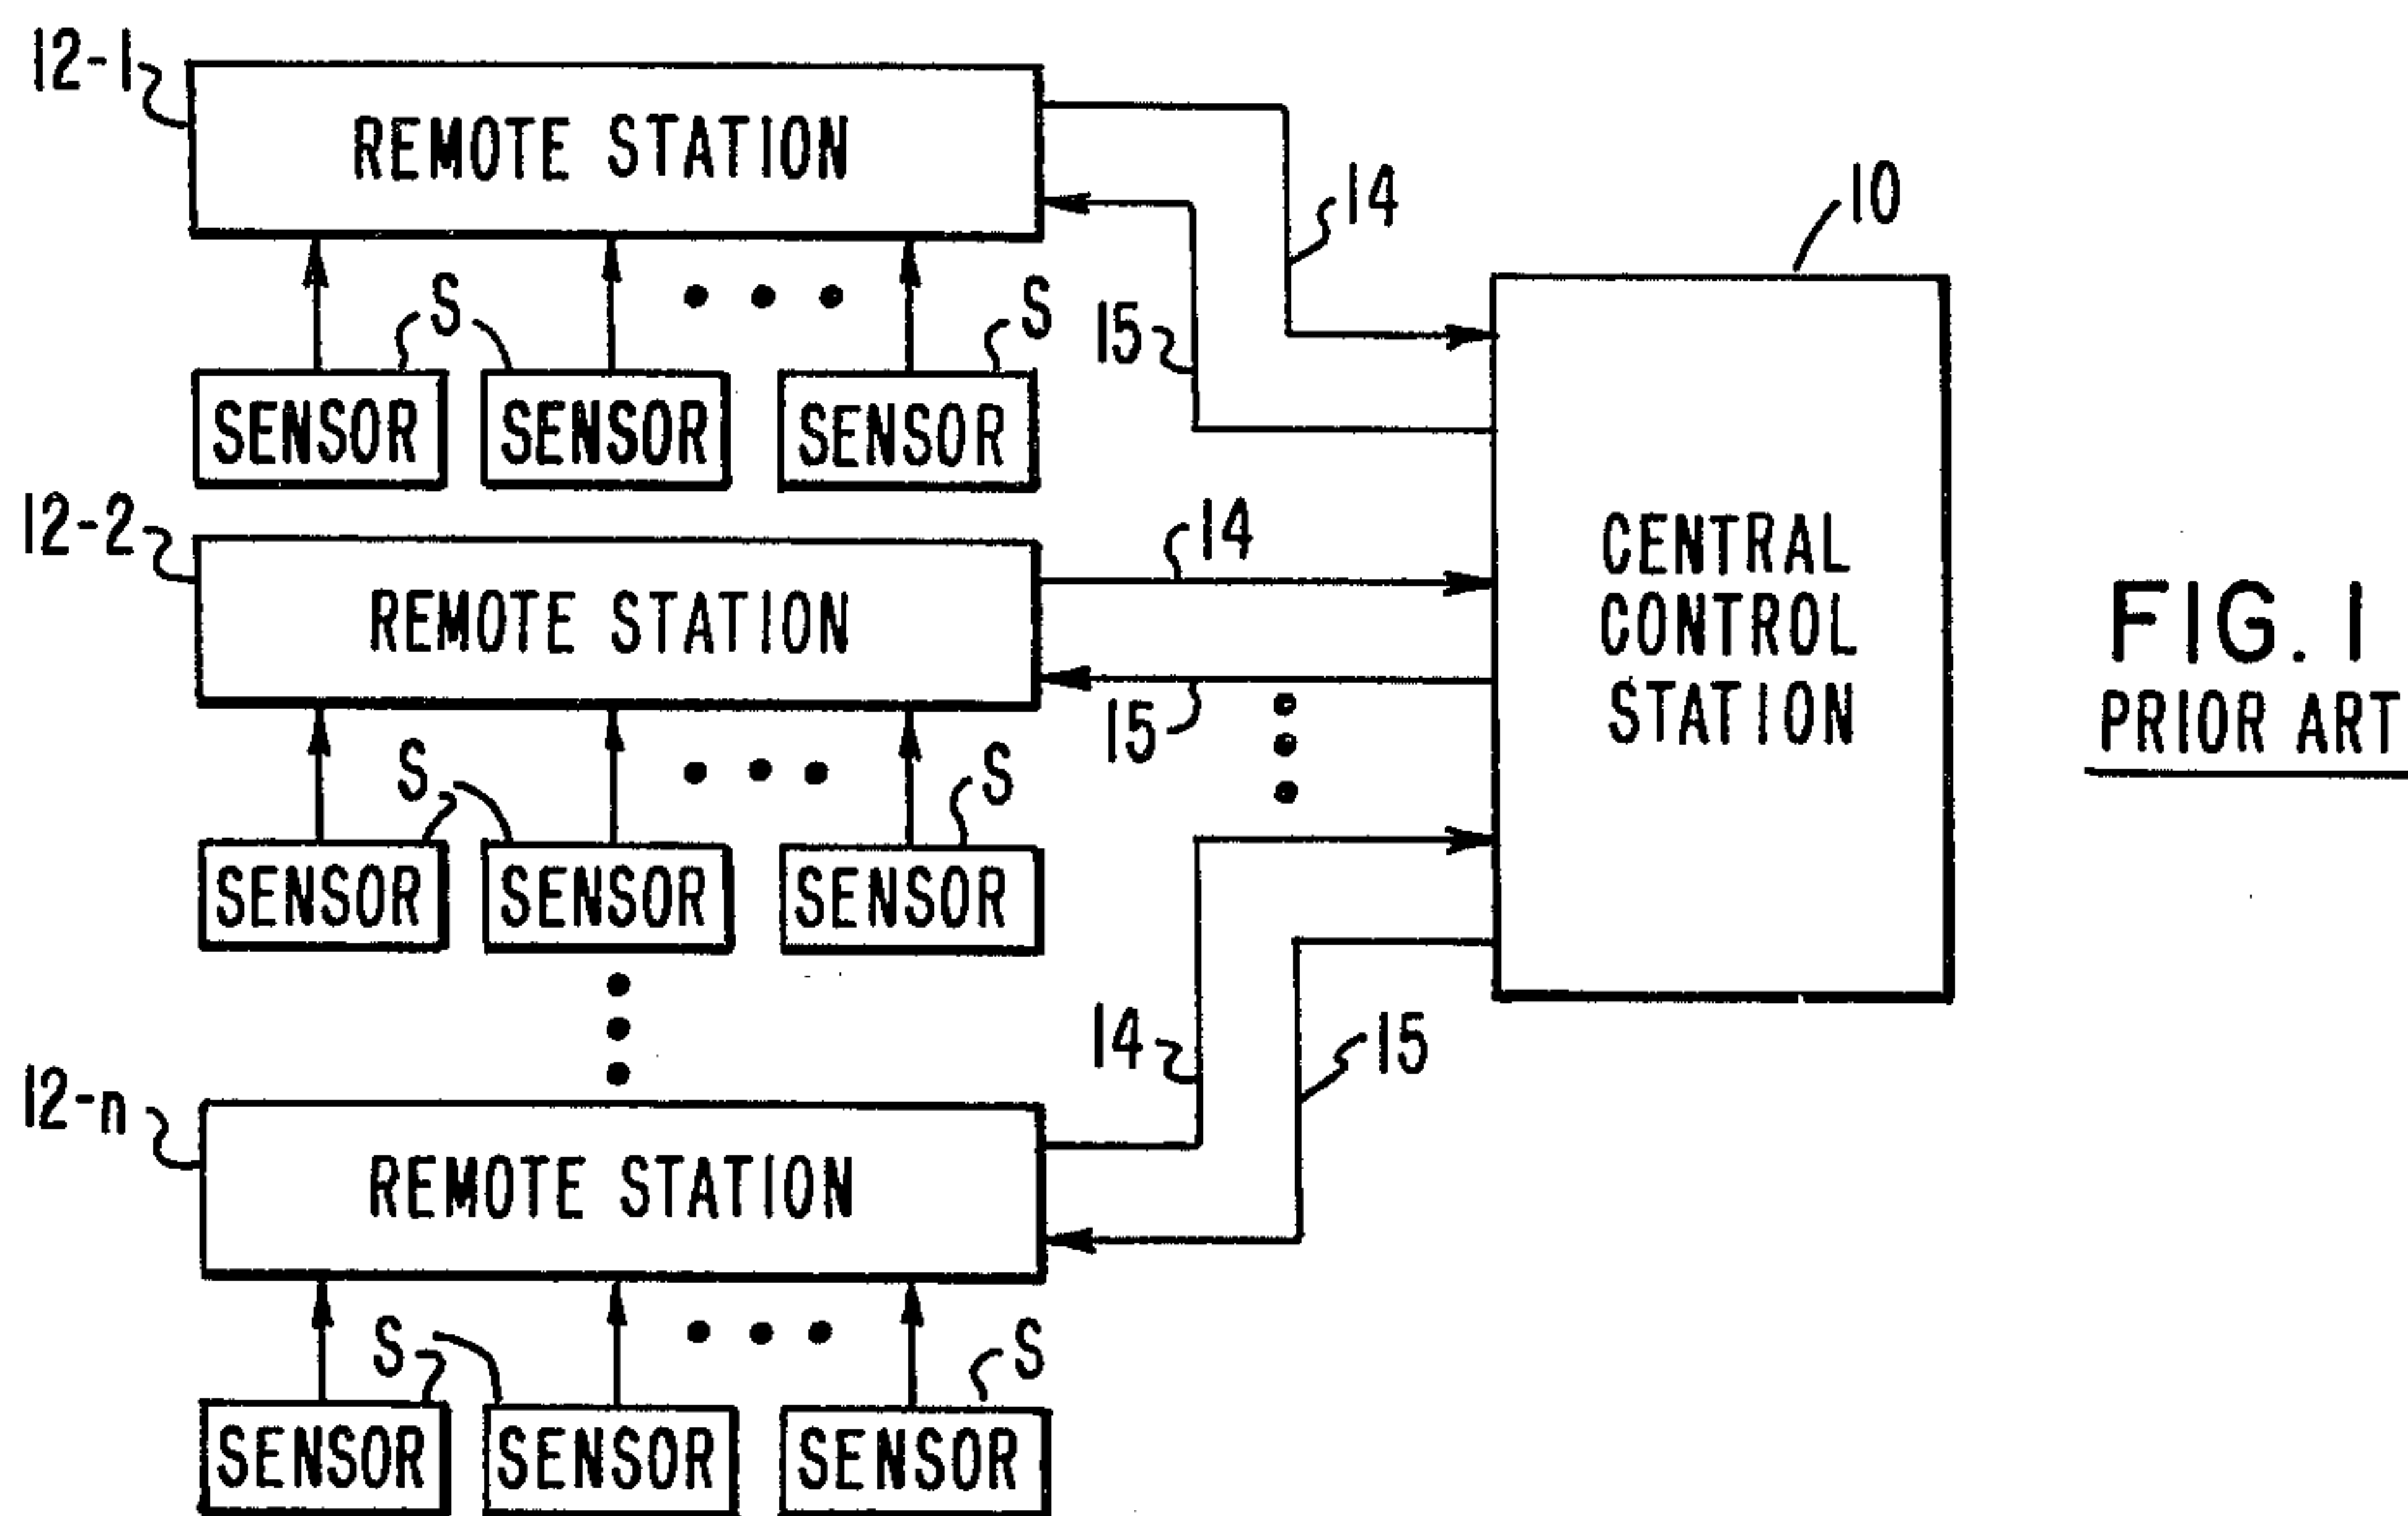 12-1
REMOTE STATION
14
10
S
S
15
SENSOR
SENSOR
SENSOR
12-2
14
REMOTE STATION
CENTRAL
CONTROL
STATION
FIG. 1
PRIOR ART
15
S
S
SENSOR
SENSOR
SENSOR
14
15
12-n
REMOTE STATION
S
S
SENSOR
SENSOR
SENSOR